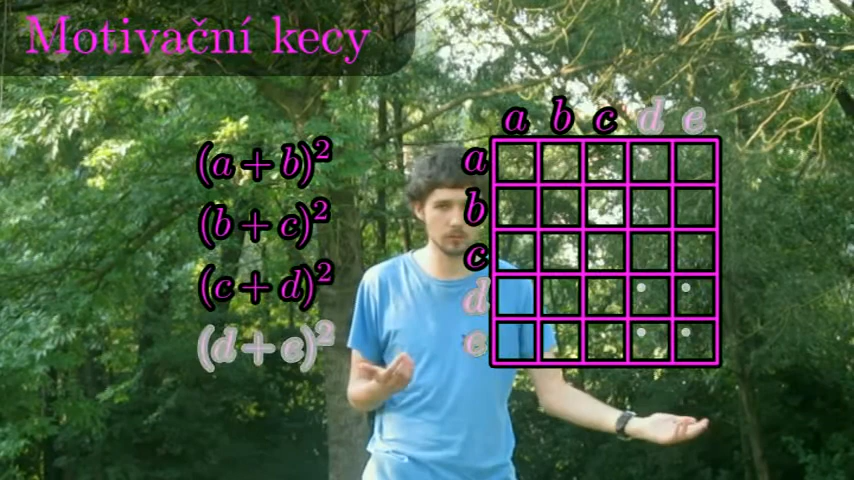 Motivační kecy
(a + b)²
(b + c)²
(c + d)²
(d + e)²
a b c d e
a
b
c
d
e